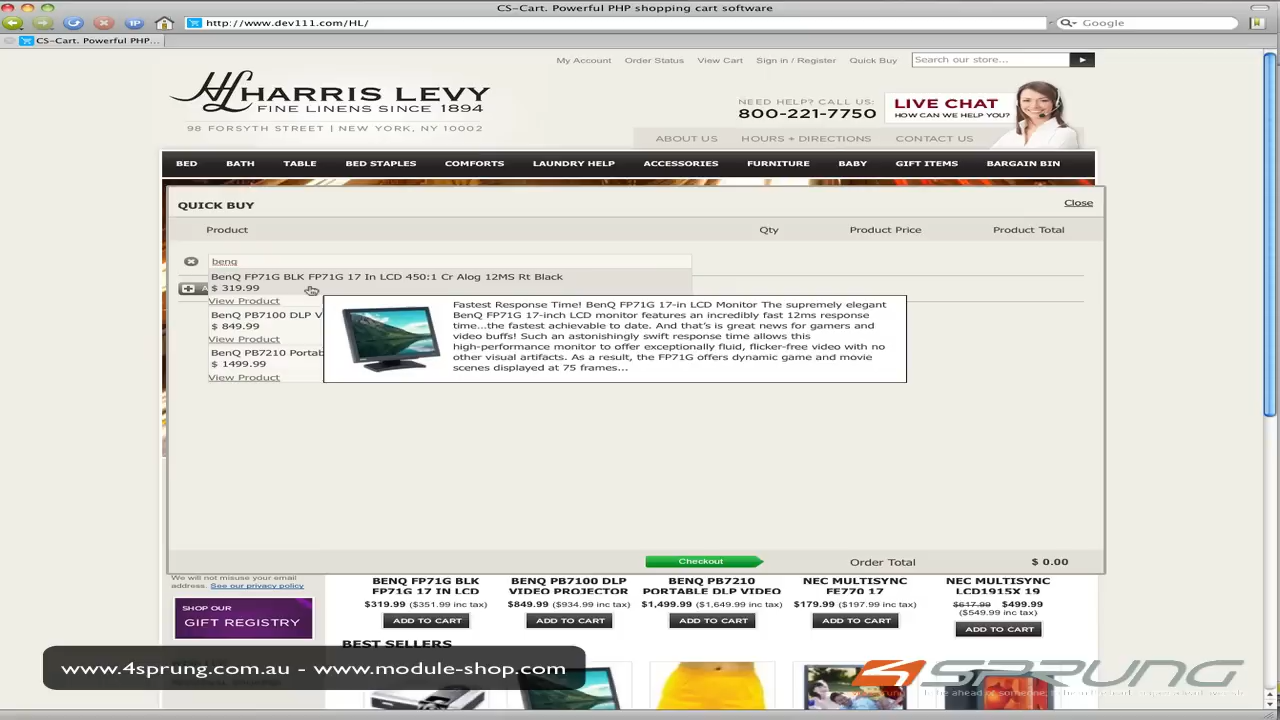 CS-Cart. Powerful PHP shopping cart software
http://www.dev111.com/HL/
Google
CS-Cart. Powerful PHP...
My Account Order Status View Cart Sign in / Register Quick Buy Search our store...
HL HARRIS LEVY
FINE LINENS SINCE 1894
98 FORSYTH STREET | NEW YORK, NY 10002
NEED HELP? CALL US:
800-221-7750
LIVE CHAT
HOW CAN WE HELP YOU?
ABOUT US HOURS + DIRECTIONS CONTACT US
BED BATH TABLE BED STAPLES COMFORTS LAUNDRY HELP ACCESSORIES FURNITURE BABY GIFT ITEMS BARGAIN BIN
QUICK BUY
Close
Product Qty Product Price Product Total
benq
BenQ FP71G BLK FP71G 17 In LCD 450:1 Cr Alog 12MS Rt Black
$ 319.99
View Product
BenQ PB7100 DLP V
$ 849.99
View Product
BenQ PB7210 Portab
$ 1499.99
View Product
Fastest Response Time! BenQ FP71G 17-in LCD Monitor The supremely elegant
BenQ FP71G 17-inch LCD monitor features an incredibly fast 12ms response
time...the fastest achievable to date. And that's is great news for gamers and
video buffs! Such an astonishingly swift response time allows this
high-performance monitor to offer exceptionally fluid, flicker-free video with no
other visual artifacts. As a result, the FP71G offers dynamic game and movie
scenes displayed at 75 frames...
Checkout Order Total $ 0.00
We will not misuse your email
address. See our privacy policy
SHOP OUR
GIFT REGISTRY
BENQ FP71G BLK
FP71G 17 IN LCD
$319.99 ($351.99 inc tax)
ADD TO CART
BENQ PB7100 DLP
VIDEO PROJECTOR
$849.99 ($934.99 inc tax)
ADD TO CART
BENQ PB7210
PORTABLE DLP VIDEO
$1,499.99 ($1,649.99 inc tax)
ADD TO CART
NEC MULTISYNC
FE770 17
$179.99 ($197.99 inc tax)
ADD TO CART
NEC MULTISYNC
LCD1915X 19
$617.99 $499.99
($549.99 inc tax)
ADD TO CART
BEST SELLERS
www.4sprung.com.au - www.module-shop.com
4SPRUNG